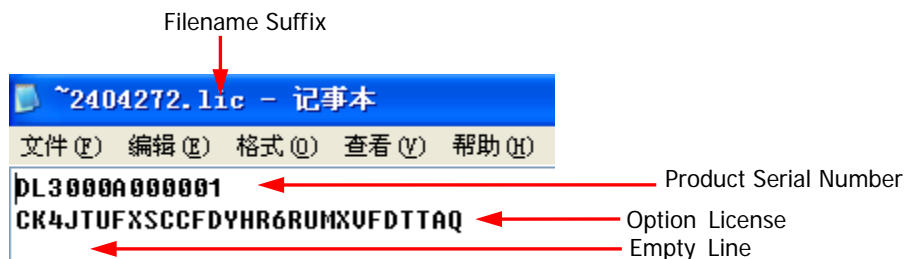 Filename Suffix
~2404272.lic - 记事本
文件(F) 编辑(E) 格式(O) 查看(V) 帮助(H)
DL3000A000001
Product Serial Number
CK4JTUFXSCCFDYHR6RUMXVFDTTAQ
Option License
Empty Line